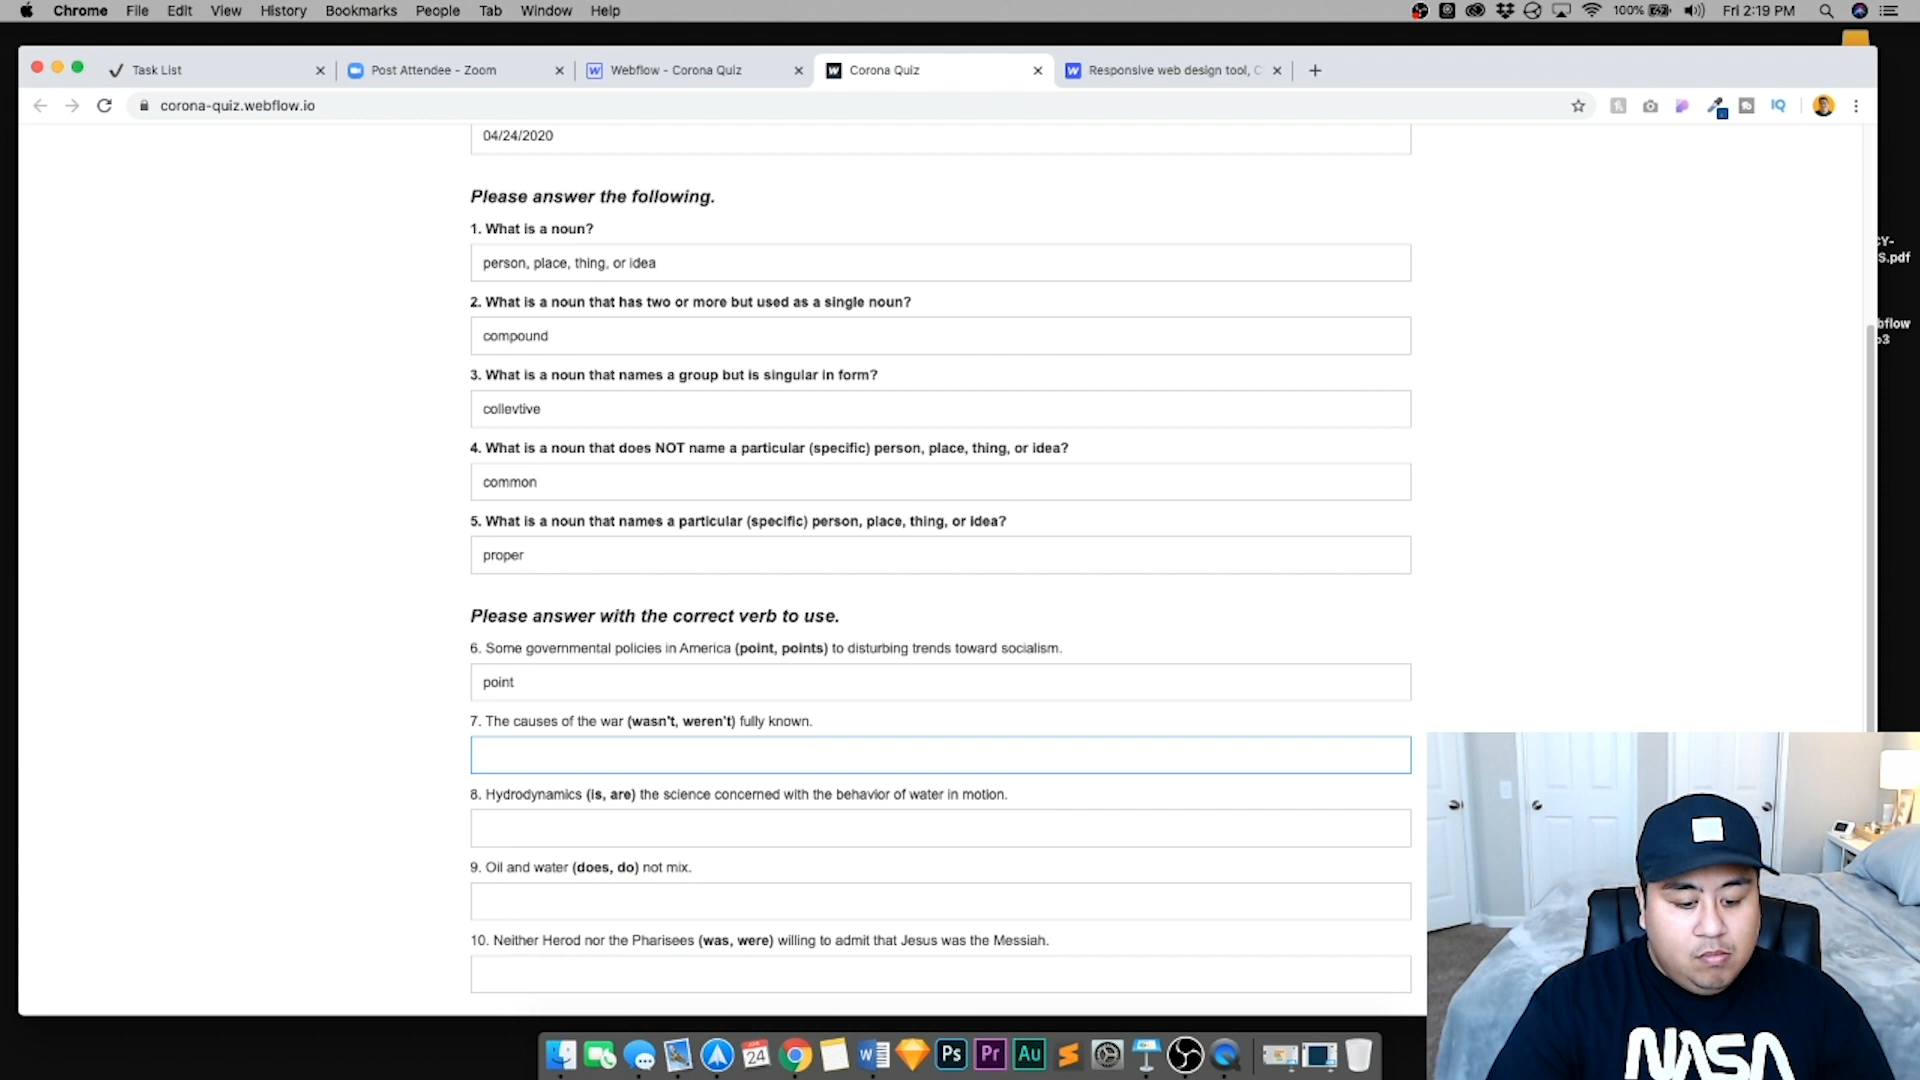 Chrome File Edit View History Bookmarks People Tab Window Help 100% Fri 2:19 PM
Task List Post Attendee - Zoom Webflow - Corona Quiz Corona Quiz Responsive web design tool, C
corona-quiz.webflow.io IQ
04/24/2020
Please answer the following.
1. What is a noun?
person, place, thing, or idea
2. What is a noun that has two or more but used as a single noun?
compound
3. What is a noun that names a group but is singular in form?
collevtive
4. What is a noun that does NOT name a particular (specific) person, place, thing, or idea?
common
5. What is a noun that names a particular (specific) person, place, thing, or idea?
proper
Please answer with the correct verb to use.
6. Some governmental policies in America (point, points) to disturbing trends toward socialism.
point
7. The causes of the war (wasn't, weren't) fully known.
8. Hydrodynamics (is, are) the science concerned with the behavior of water in motion.
9. Oil and water (does, do) not mix.
10. Neither Herod nor the Pharisees (was, were) willing to admit that Jesus was the Messiah.
S.pdf
bflow
NASA
24 W Ps Pr Au